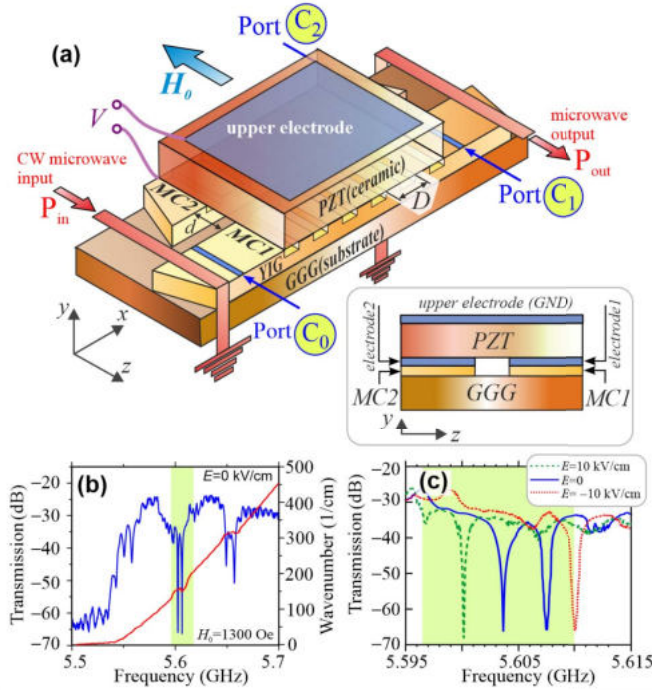 (a)
Port C2
H0
V
upper electrode
microwave
output
Pout
CW microwave
input
Pin
MC2
d
MC1
PZT(ceramic)
D
Port C1
YIG
GGG(substrate)
Port C0
y
x
z
upper electrode (GND)
electrode2
PZT
electrode1
MC2
GGG
MC1
y
z
(b)
E=0 kV/cm
Transmission (dB)
−20
−30
−40
−50
−60
−70
450
400
300
200
100
0
Wavenumber (1/cm)
H0=1300 Oe
5.5
5.6
5.7
Frequency (GHz)
(c)
E=10 kV/cm
E=0
E= −10 kV/cm
Transmission (dB)
−20
−30
−40
−50
−60
−70
5.595
5.605
5.615
Frequency (GHz)